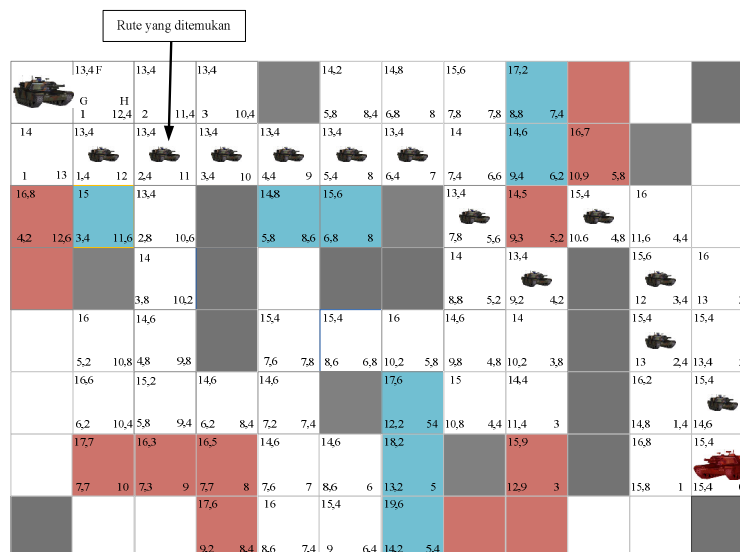 Rute yang ditemukan
13,4 F 13,4 13,4 14,2 14,8 15,6 17,2
G H
1 12,4 2 11,4 3 10,4 5,8 8,4 6,8 8 7,8 7,8 8,8 7,4
14 13,4 13,4 13,4 13,4 13,4 13,4 14 14,6 16,7
1 13 1,4 12 2,4 11 3,4 10 4,4 9 5,4 8 6,4 7 7,4 6,6 9,4 6,2 10,9 5,8
16,8 15 13,4 14,8 15,6 13,4 14,5 15,4 16
4,2 12,6 3,4 11,6 2,8 10,6 5,8 8,6 6,8 8 7,8 5,6 9,3 5,2 10,6 4,8 11,6 4,4
14 14 13,4 15,6 16
3,8 10,2 8,8 5,2 9,2 4,2 12 3,4 13
16 14,6 15,4 15,4 16 14,6 14 15,4 15,4
5,2 10,8 4,8 9,8 7,6 7,8 8,6 6,8 10,2 5,8 9,8 4,8 10,2 3,8 13 2,4 13,4
16,6 15,2 14,6 14,6 17,6 15 14,4 16,2 15,4
6,2 10,4 5,8 9,4 6,2 8,4 7,2 7,4 12,2 54 10,8 4,4 11,4 3 14,8 1,4 14,6
17,7 16,3 16,5 14,6 14,6 18,2 15,9 16,8 15,4
7,7 10 7,3 9 7,7 8 7,6 7 8,6 6 13,2 5 12,9 3 15,8 1 15,4
17,6 16 15,4 19,6
9,2 8,4 8,6 7,4 9 6,4 14,2 5,4